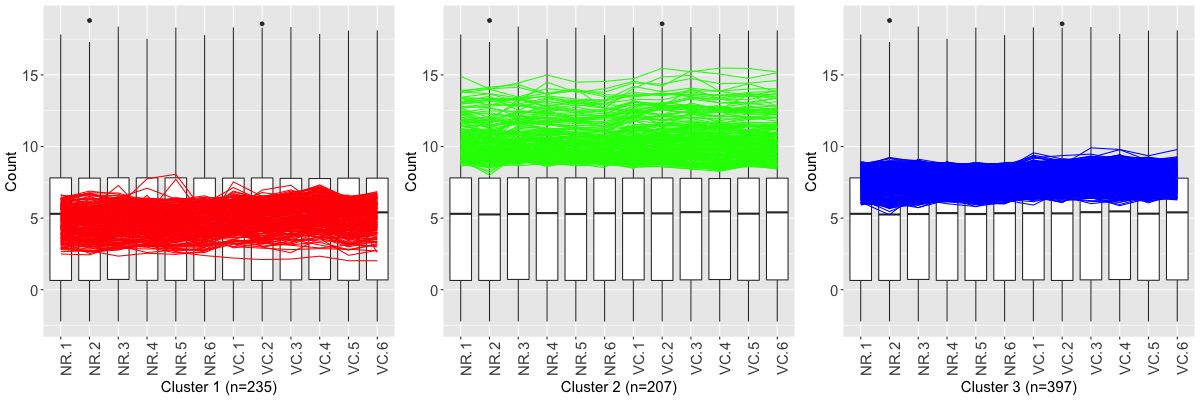 Count
15
10
5
0
NR.1 NR.2 NR.3 NR.4 NR.5 NR.6 VC.1 VC.2 VC.3 VC.4 VC.5 VC.6
Cluster 1 (n=235)
Count
15
10
5
0
NR.1 NR.2 NR.3 NR.4 NR.5 NR.6 VC.1 VC.2 VC.3 VC.4 VC.5 VC.6
Cluster 2 (n=207)
Count
15
10
5
0
NR.1 NR.2 NR.3 NR.4 NR.5 NR.6 VC.1 VC.2 VC.3 VC.4 VC.5 VC.6
Cluster 3 (n=397)